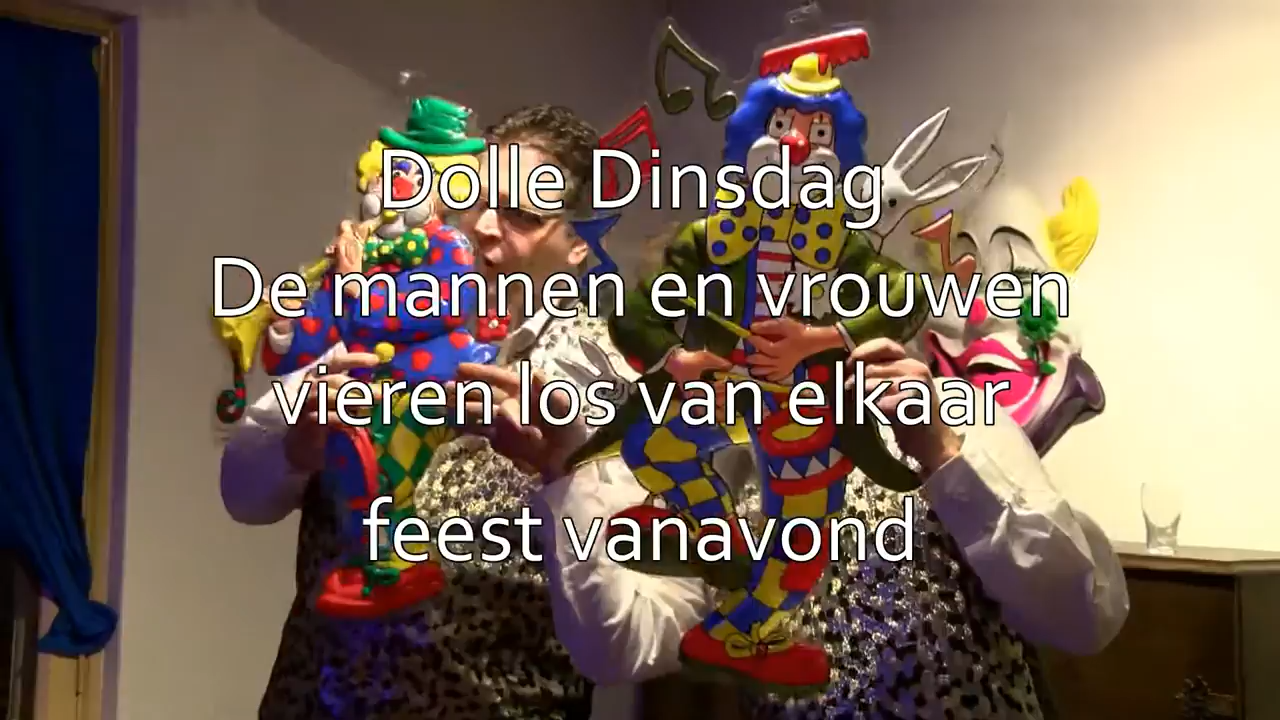 Dolle Dinsdag
De mannen en vrouwen
vieren los van elkaar
feest vanavond